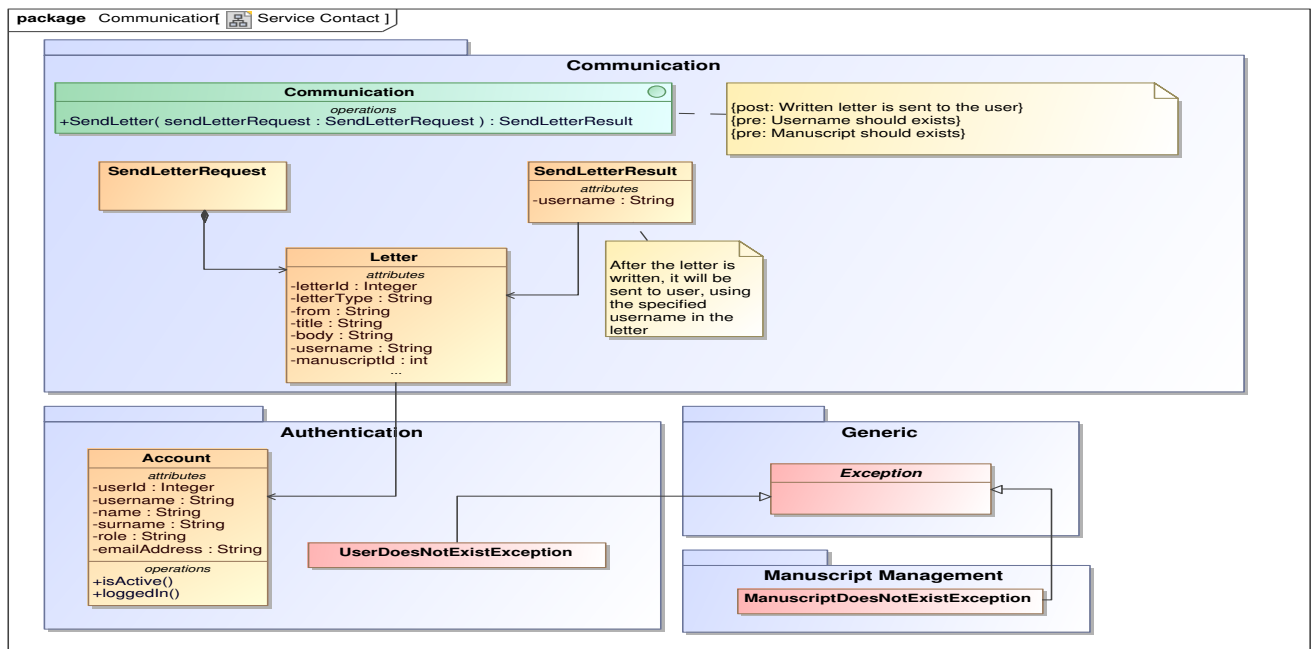 package Communication[ Service Contact ]
Communication
Communication
operations
+SendLetter( sendLetterRequest : SendLetterRequest ) : SendLetterResult
{post: Written letter is sent to the user}
{pre: Username should exists}
{pre: Manuscript should exists}
SendLetterRequest
SendLetterResult
attributes
-username : String
Letter
attributes
-letterId : Integer
-letterType : String
-from : String
-title : String
-body : String
-username : String
-manuscriptId : int
...
After the letter is
written, it will be
sent to user, using
the specified
username in the
letter
Authentication
Account
attributes
-userId : Integer
-username : String
-name : String
-surname : String
-role : String
-emailAddress : String
operations
+isActive()
+loggedIn()
UserDoesNotExistException
Generic
Exception
Manuscript Management
ManuscriptDoesNotExistException